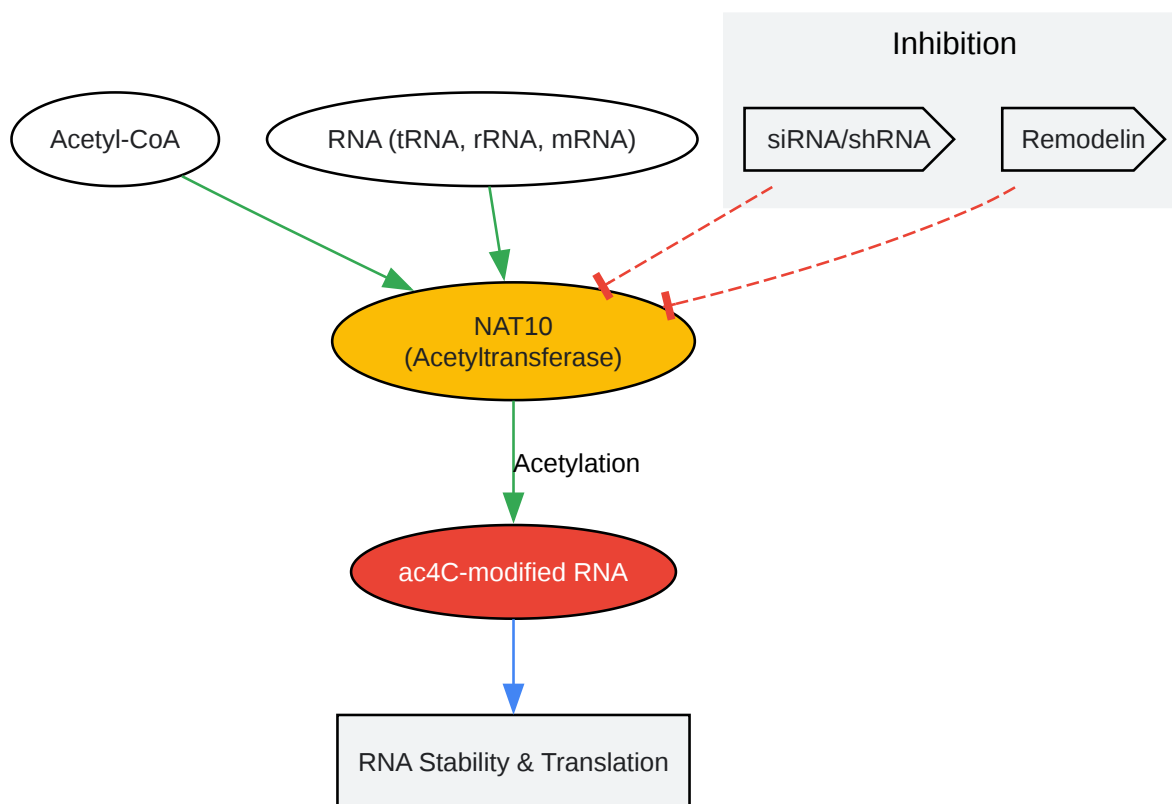 Inhibition
Acetyl-CoA
RNA (tRNA, rRNA, mRNA)
siRNA/shRNA
Remodelin
NAT10
(Acetyltransferase)
Acetylation
ac4C-modified RNA
RNA Stability & Translation